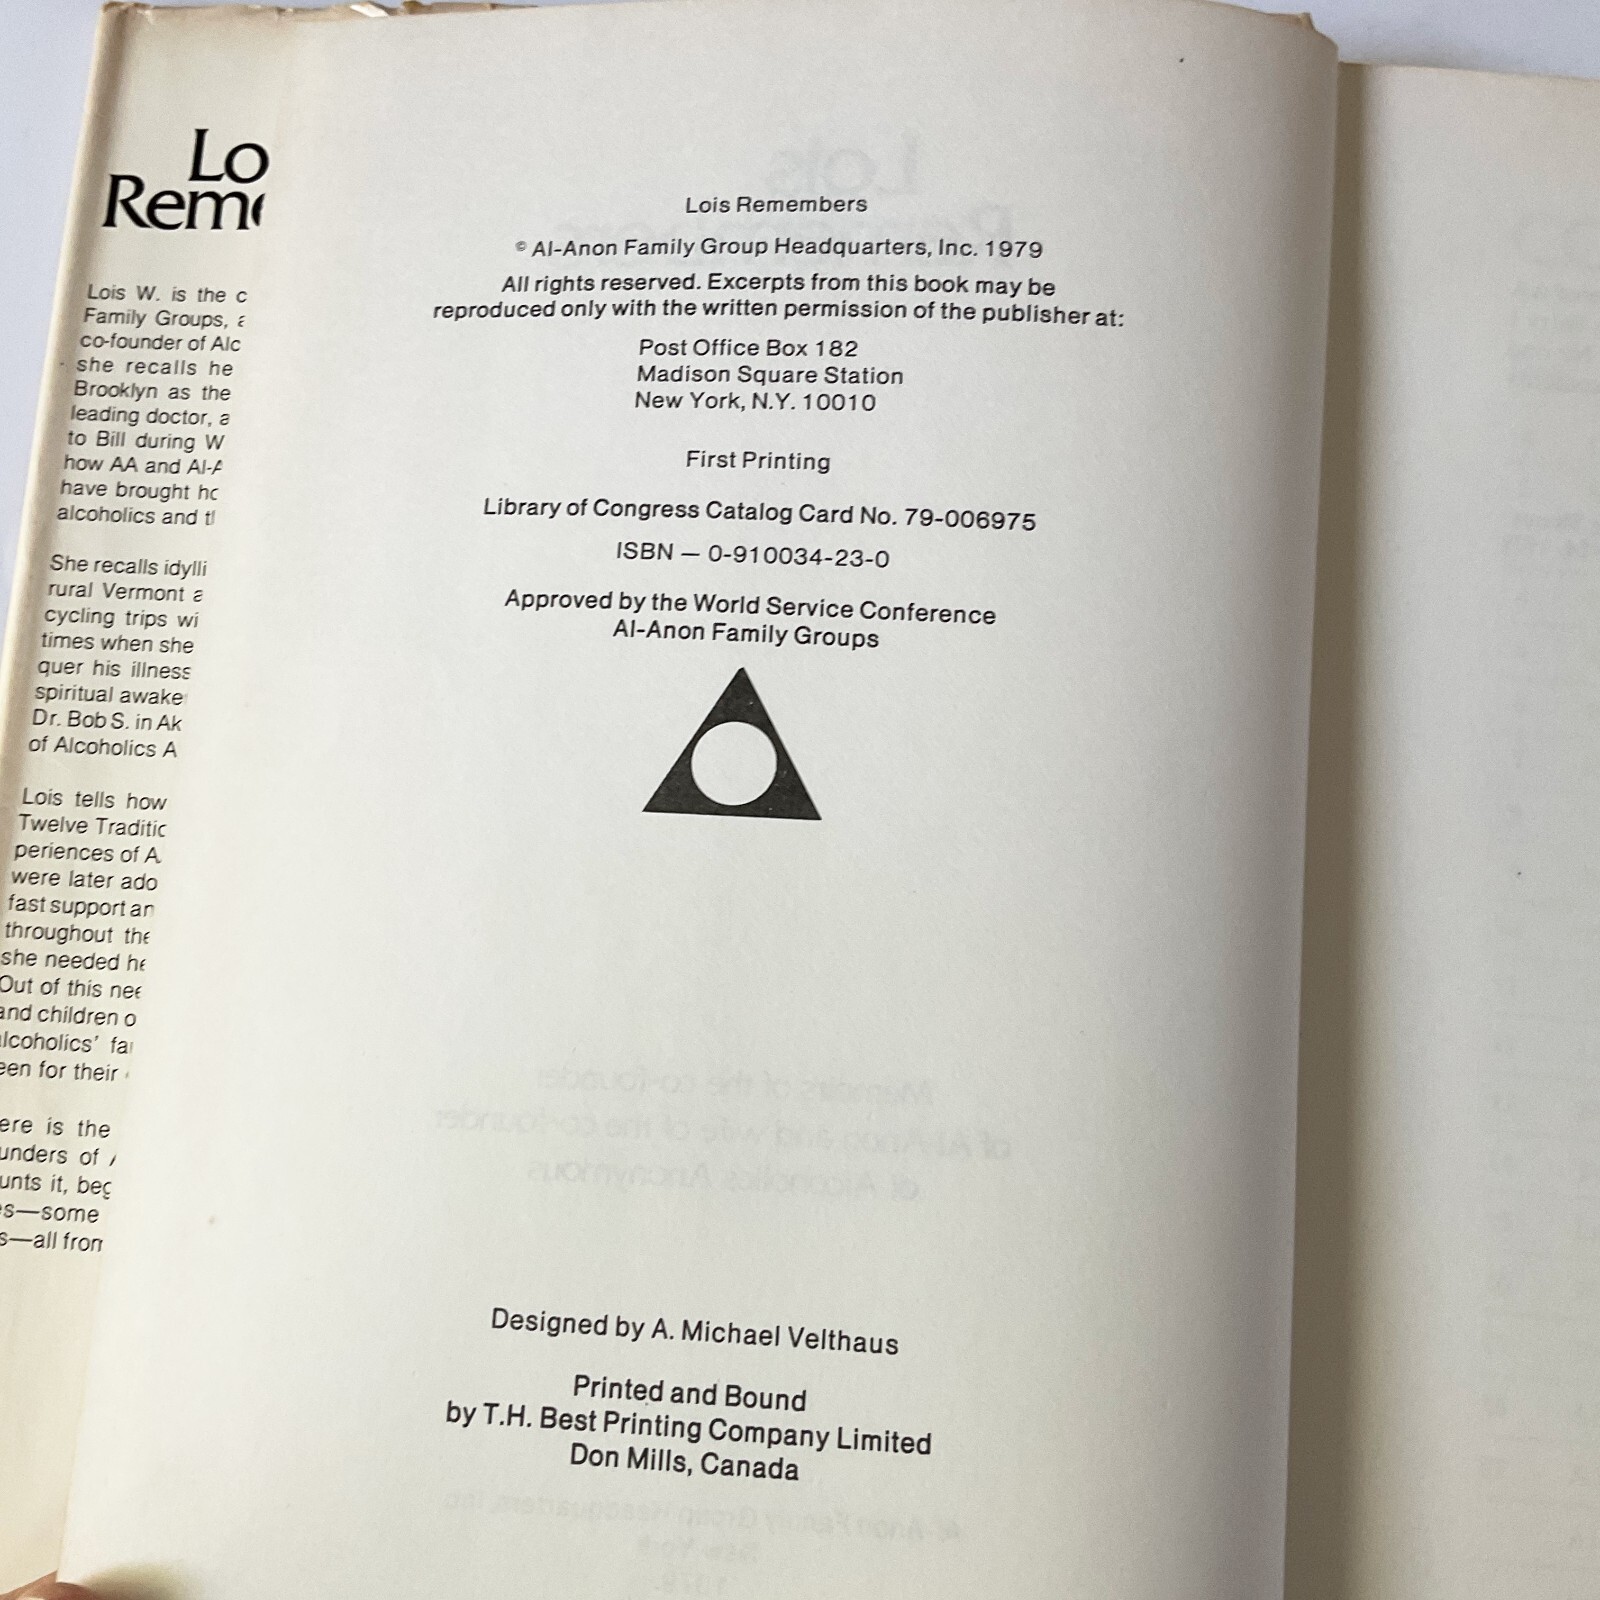 Lo
Reme
Lois W. is the
Family Groups,
co-founder of Alc
she recalls he
Brooklyn as the
leading doctor, a
to Bill during W
how AA and Al-A
have brought ho
alcoholics and
She recalls idylli
rural Vermont a
cycling trips wi
times when she
quer his illness
spiritual awake
Dr. Bob S. in Ak
of Alcoholics A
Lois tells how
Twelve Traditio
periences of A
were later ado
fast support an
throughout the
she needed he
Out of this nee
and children o
lcoholics' fa
een for their
ere is the
unders of
unts it, beg
s—some
s—all from
Lois Remembers
© Al-Anon Family Group Headquarters, Inc. 1979
All rights reserved. Excerpts from this book may be
reproduced only with the written permission of the publisher at:
Post Office Box 182
Madison Square Station
New York, N.Y. 10010
First Printing
Library of Congress Catalog Card No. 79-006975
ISBN — 0-910034-23-0
Approved by the World Service Conference
Al-Anon Family Groups
Designed by A. Michael Velthaus
Printed and Bound
by T.H. Best Printing Company Limited
Don Mills, Canada